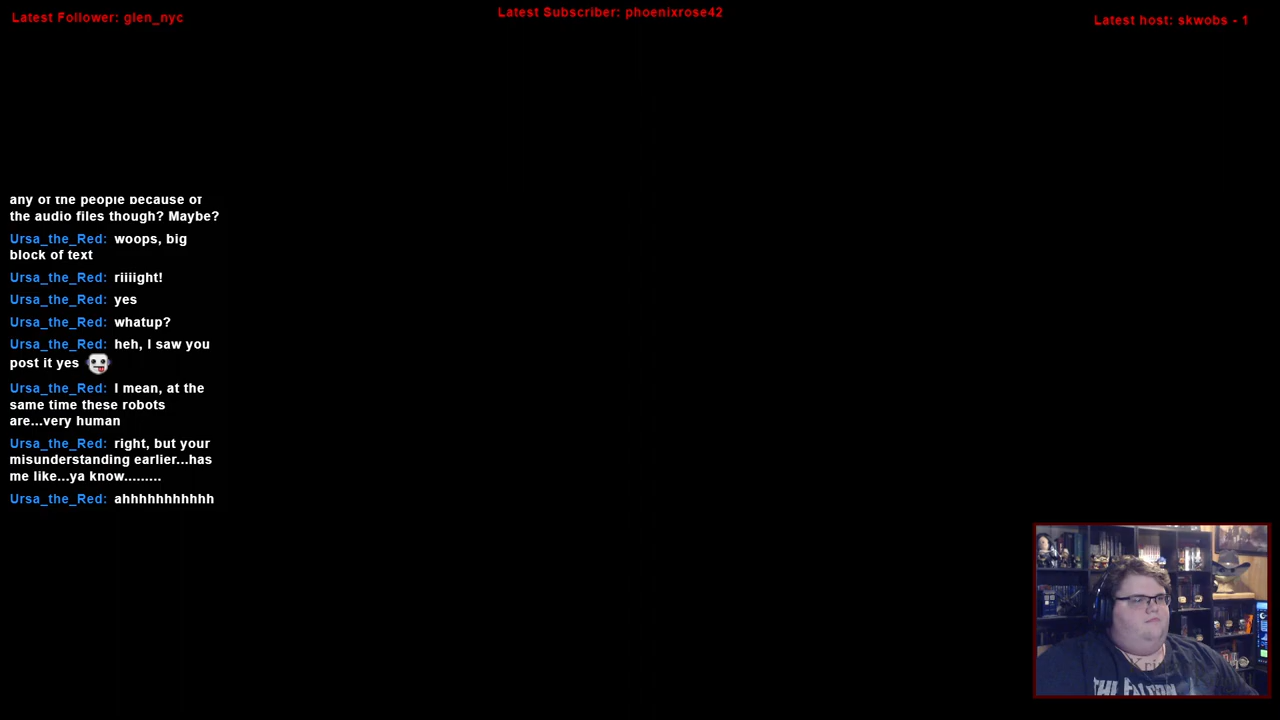 Latest Follower: glen_nyc
Latest Subscriber: phoenixrose42
Latest host: skwobs - 1
any of the people because of
the audio files though? Maybe?
Ursa_the_Red: woops, big
block of text
Ursa_the_Red: riiiight!
Ursa_the_Red: yes
Ursa_the_Red: whatup?
Ursa_the_Red: heh, I saw you
post it yes
Ursa_the_Red: I mean, at the
same time these robots
are...very human
Ursa_the_Red: right, but your
misunderstanding earlier...has
me like...ya know.........
Ursa_the_Red: ahhhhhhhhhhh